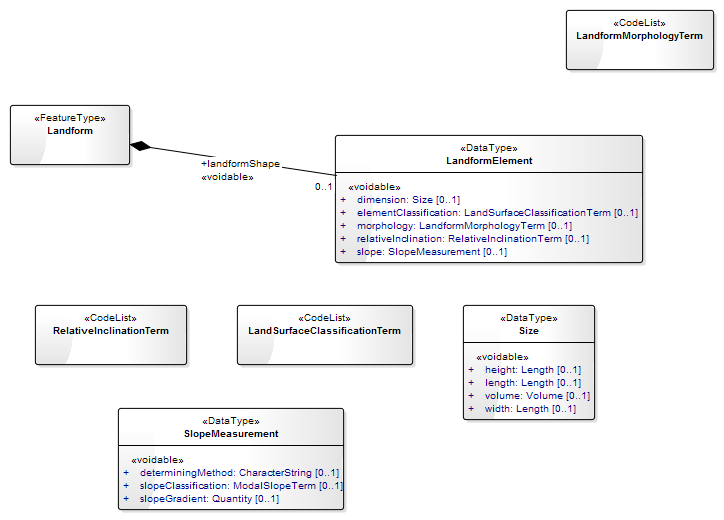 «CodeList»
LandformMorphologyTerm
«FeatureType»
Landform
+landformShape
«voidable»
0..1
«DataType»
LandformElement
«voidable»
+ dimension: Size [0..1]
+ elementClassification: LandSurfaceClassificationTerm [0..1]
+ morphology: LandformMorphologyTerm [0..1]
+ relativeInclination: RelativeInclinationTerm [0..1]
+ slope: SlopeMeasurement [0..1]
«CodeList»
RelativeInclinationTerm
«CodeList»
LandSurfaceClassificationTerm
«DataType»
Size
«voidable»
+ height: Length [0..1]
+ length: Length [0..1]
+ volume: Volume [0..1]
+ width: Length [0..1]
«DataType»
SlopeMeasurement
«voidable»
+ determiningMethod: CharacterString [0..1]
+ slopeClassification: ModalSlopeTerm [0..1]
+ slopeGradient: Quantity [0..1]